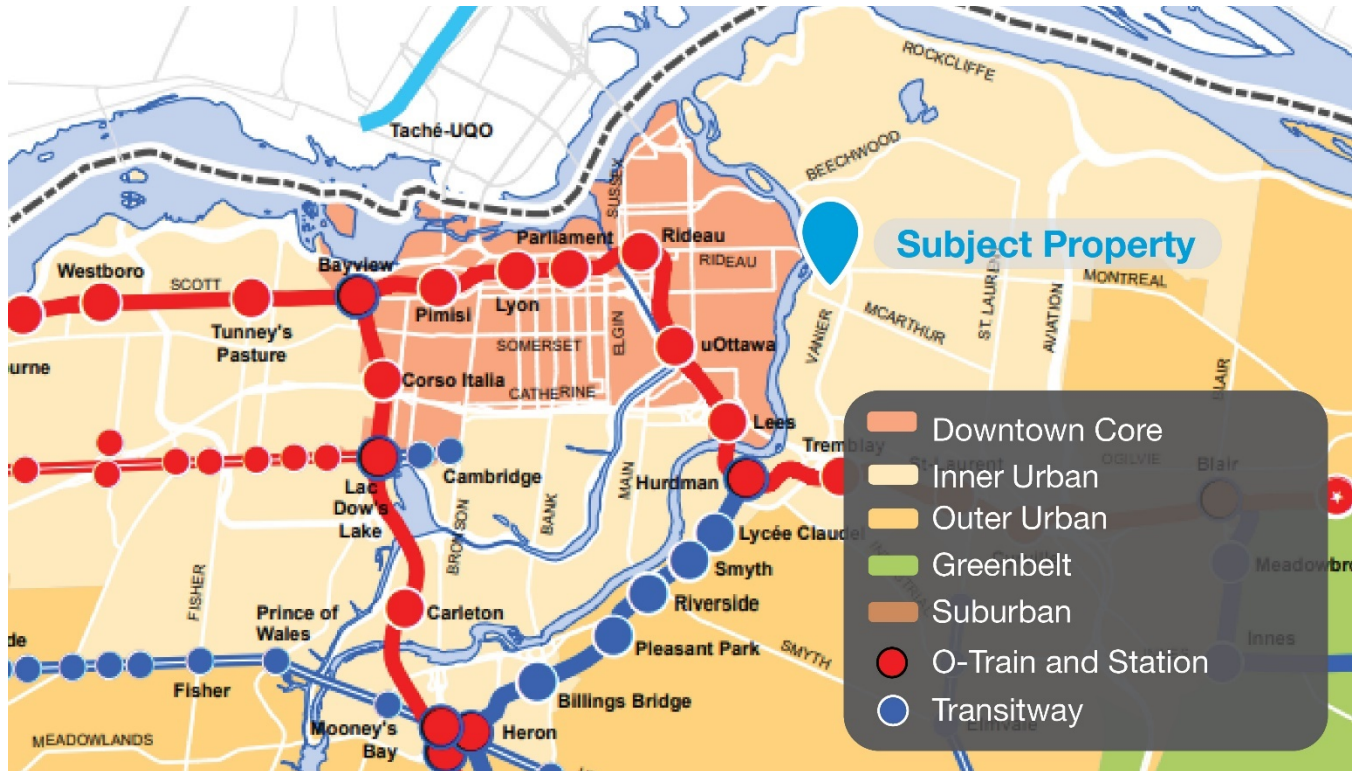 ROCKCLIFFE
Taché-UQO
BEECHWOOD
SUSSEX
Parliament
Rideau
RIDEAU
Subject Property
Westboro
SCOTT
Bayview
Pimisi
Lyon
ELGIN
Tunney's
Pasture
ST. LAURENT
MONTREAL
AVIATION
MCARTHUR
VANIER
SOMERSET
uOttawa
urne
Corso Italia
CATHERINE
BLAIR
Lees
Tremblay
St-Laurent
OGILVIE
Blair
Cambridge
Hurdman
MAIN
BANK
BRONSON
Lac
Dow's
Lake
Lycée Claudel
Smyth
Riverside
Pleasant Park
SMYTH
Billings Bridge
Heron
Carleton
FISHER
Prince of
Wales
de
Fisher
Mooney's
Bay
MEADOWLANDS
Meadowbro
Innes
Downtown Core
Inner Urban
Outer Urban
Greenbelt
Suburban
O-Train and Station
Transitway